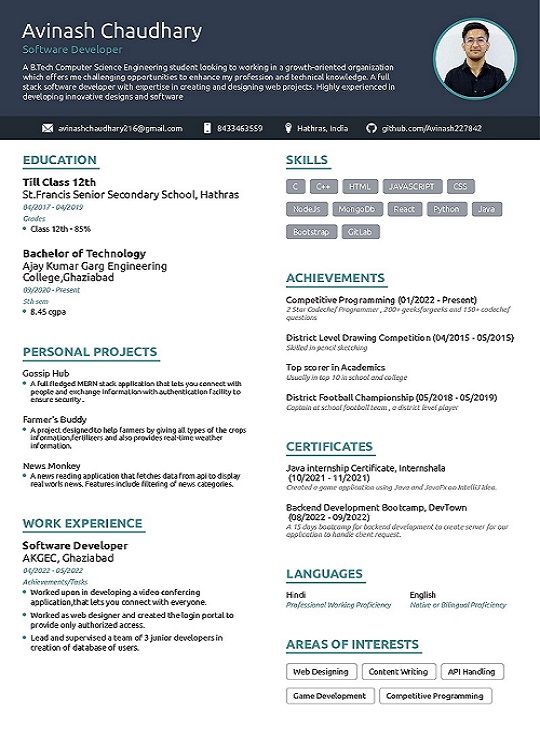 Avinash Chaudhary
Software Developer
A B.Tech Computer Science Engineering student looking to working in a growth-oriented organization
which offers me challenging opportunities to enhance my profession and technical knowledge. A full
stack software developer with expertise in creating and designing web projects. Highly experienced in
developing innovative designs and software
avinashchaudhary216@gmail.com
8433463559
Hathras, India
github.com/Avinash227842
EDUCATION
Till Class 12th
St.Francis Senior Secondary School, Hathras
04/2017 - 04/2019
Grades
• Class 12th - 85%
Bachelor of Technology
Ajay Kumar Garg Engineering
College,Ghaziabad
09/2020 - Present
5th sem
• 8.45 cgpa
PERSONAL PROJECTS
Gossip Hub
• A full fledged MERN stack application that lets you connect with
people and exchange information with authentication facility to
ensure security .
Farmer's Buddy
• A project designed to help farmers by giving all types of the crops
information,fertilizers and also provides real-time weather
information.
News Monkey
• A news reading application that fetches data from api to display
real works news. Features include filtering of news categories.
WORK EXPERIENCE
Software Developer
AKGEC, Ghaziabad
04/2022 - 05/2022
Achievements/Tasks
• Worked upon in developing a video confercing
application,that lets you connect with everyone.
• Worked as web designer and created the login portal to
provide only authorized access.
• Lead and supervised a team of 3 junior developers in
creation of database of users.
SKILLS
C C++ HTML JAVASCRIPT CSS
NodeJs MongoDb React Python Java
Bootstrap GitLab
ACHIEVEMENTS
Competitive Programming (01/2022 - Present)
2 Star Codechef Programmer , 200+ geeksforgeeks and 150+ codechef
questions
District Level Drawing Competition (04/2015 - 05/2015)
Skilled in pencil sketching
Top scorer in Academics
Usually in top 10 in school and college
District Football Championship (05/2018 - 05/2019)
Captain at school football team , a district level player
CERTIFICATES
Java internship Certificate, Internshala
(10/2021 - 11/2021)
Created a game application using Java and JavaFx on IntelliJ Idea.
Backend Development Bootcamp, DevTown
(08/2022 - 09/2022)
A 15 days bootcamp for backend development to create server for our
application to handle client request.
LANGUAGES
Hindi
Professional Working Proficiency
English
Native or Bilingual Proficiency
AREAS OF INTERESTS
Web Designing Content Writing API Handling
Game Development Competitive Programming